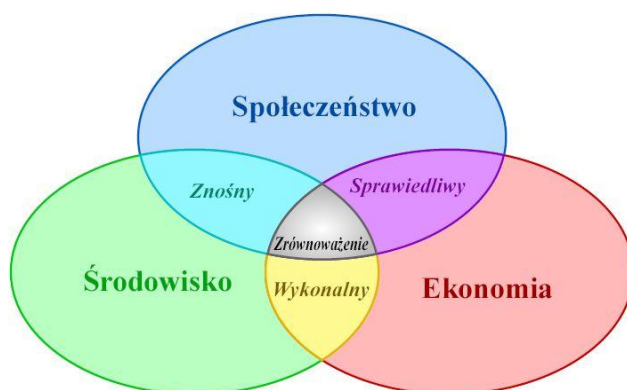 Społeczeństwo
Znośny
Sprawiedliwy
Zrównoważenie
Środowisko
Wykonalny
Ekonomia